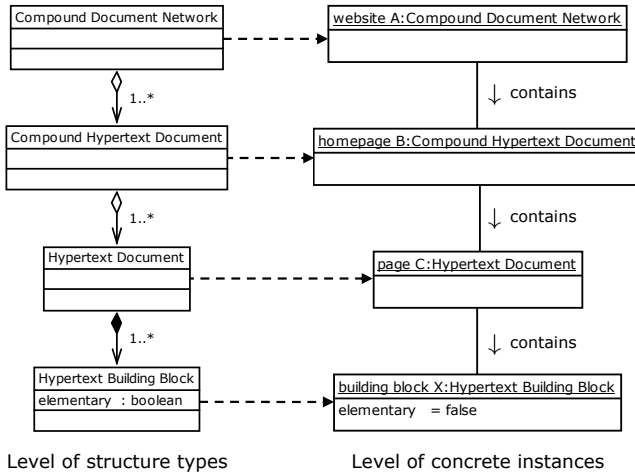 Compound Document Network
website A:Compound Document Network
1..*
↓ contains
Compound Hypertext Document
homepage B:Compound Hypertext Document
1..*
↓ contains
Hypertext Document
page C:Hypertext Document
1..*
↓ contains
Hypertext Building Block
elementary : boolean
building block X:Hypertext Building Block
elementary = false
Level of structure types
Level of concrete instances